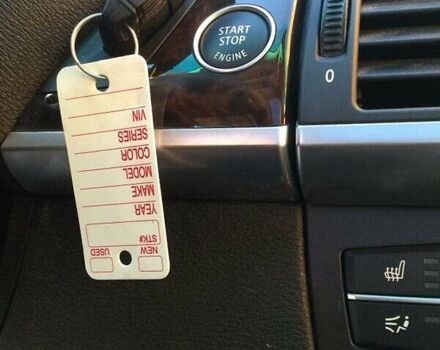 START
STOP
ENGINE
0
NEW USED
STK#
YEAR
MAKE
MODEL
COLOR
SERIES
VIN